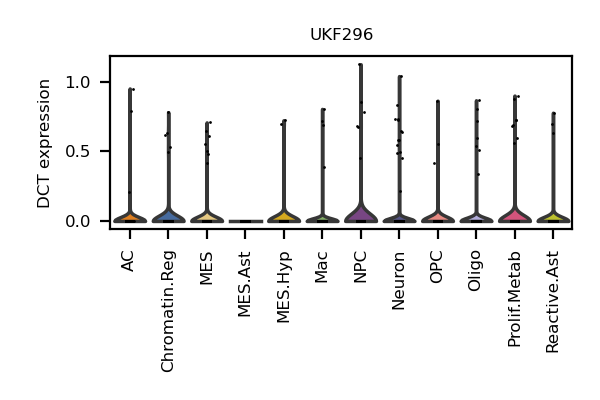 UKF296
DCT expression
1.0
0.5
0.0
AC
Chromatin.Reg
MES
MES.Ast
MES.Hyp
Mac
NPC
Neuron
OPC
Oligo
Prolif.Metab
Reactive.Ast